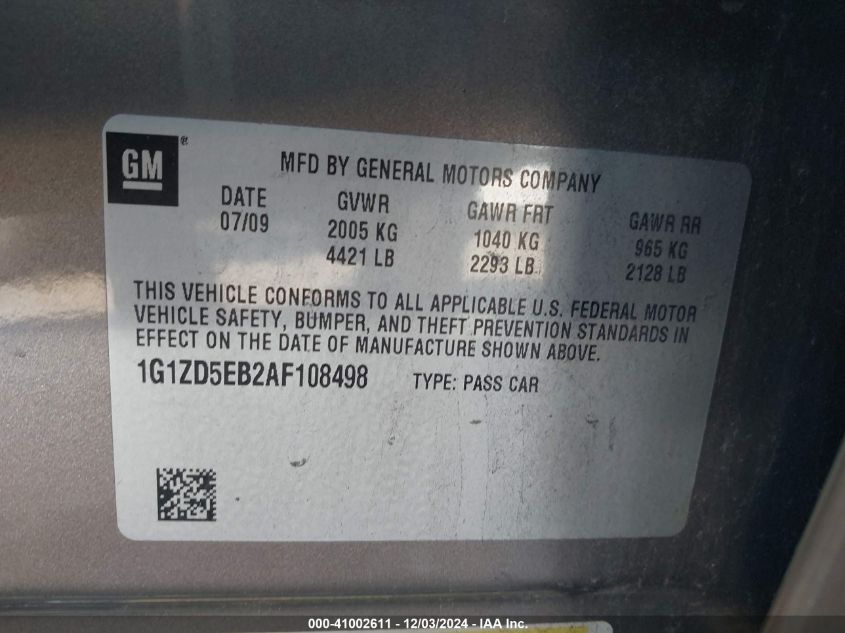 GM®
MFD BY GENERAL MOTORS COMPANY
DATE GVWR GAWR FRT GAWR RR
07/09 2005 KG 1040 KG 965 KG
4421 LB 2293 LB 2128 LB
THIS VEHICLE CONFORMS TO ALL APPLICABLE U.S. FEDERAL MOTOR
VEHICLE SAFETY, BUMPER, AND THEFT PREVENTION STANDARDS IN
EFFECT ON THE DATE OF MANUFACTURE SHOWN ABOVE.
1G1ZD5EB2AF108498 TYPE: PASS CAR
000-41002611 - 12/03/2024 - IAA Inc.